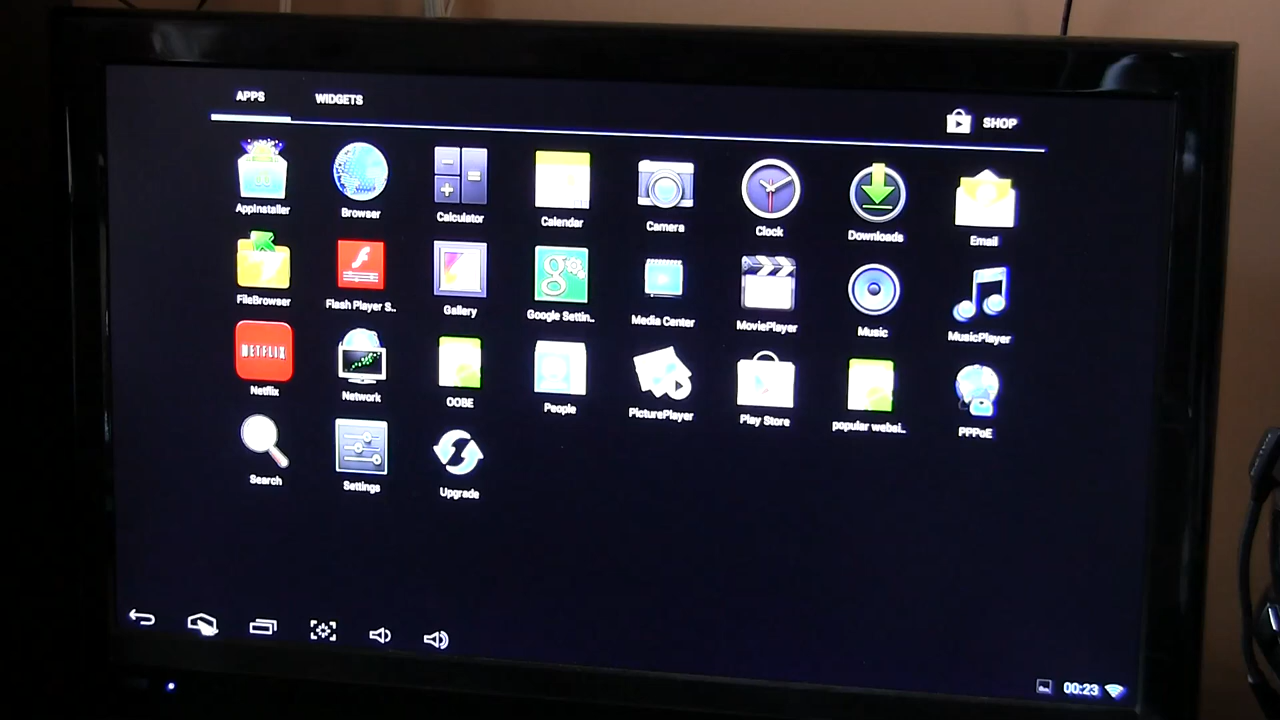 APPS WIDGETS SHOP
AppInstaller Browser Calculator Calendar Camera Clock Downloads Email
FileBrowser Flash Player S.. Gallery Google Settin.. Media Center MoviePlayer Music MusicPlayer
NETFLIX
Netflix Network OOBE People PicturePlayer Play Store popular websi.. PPPoE
Search Settings Upgrade
00:23